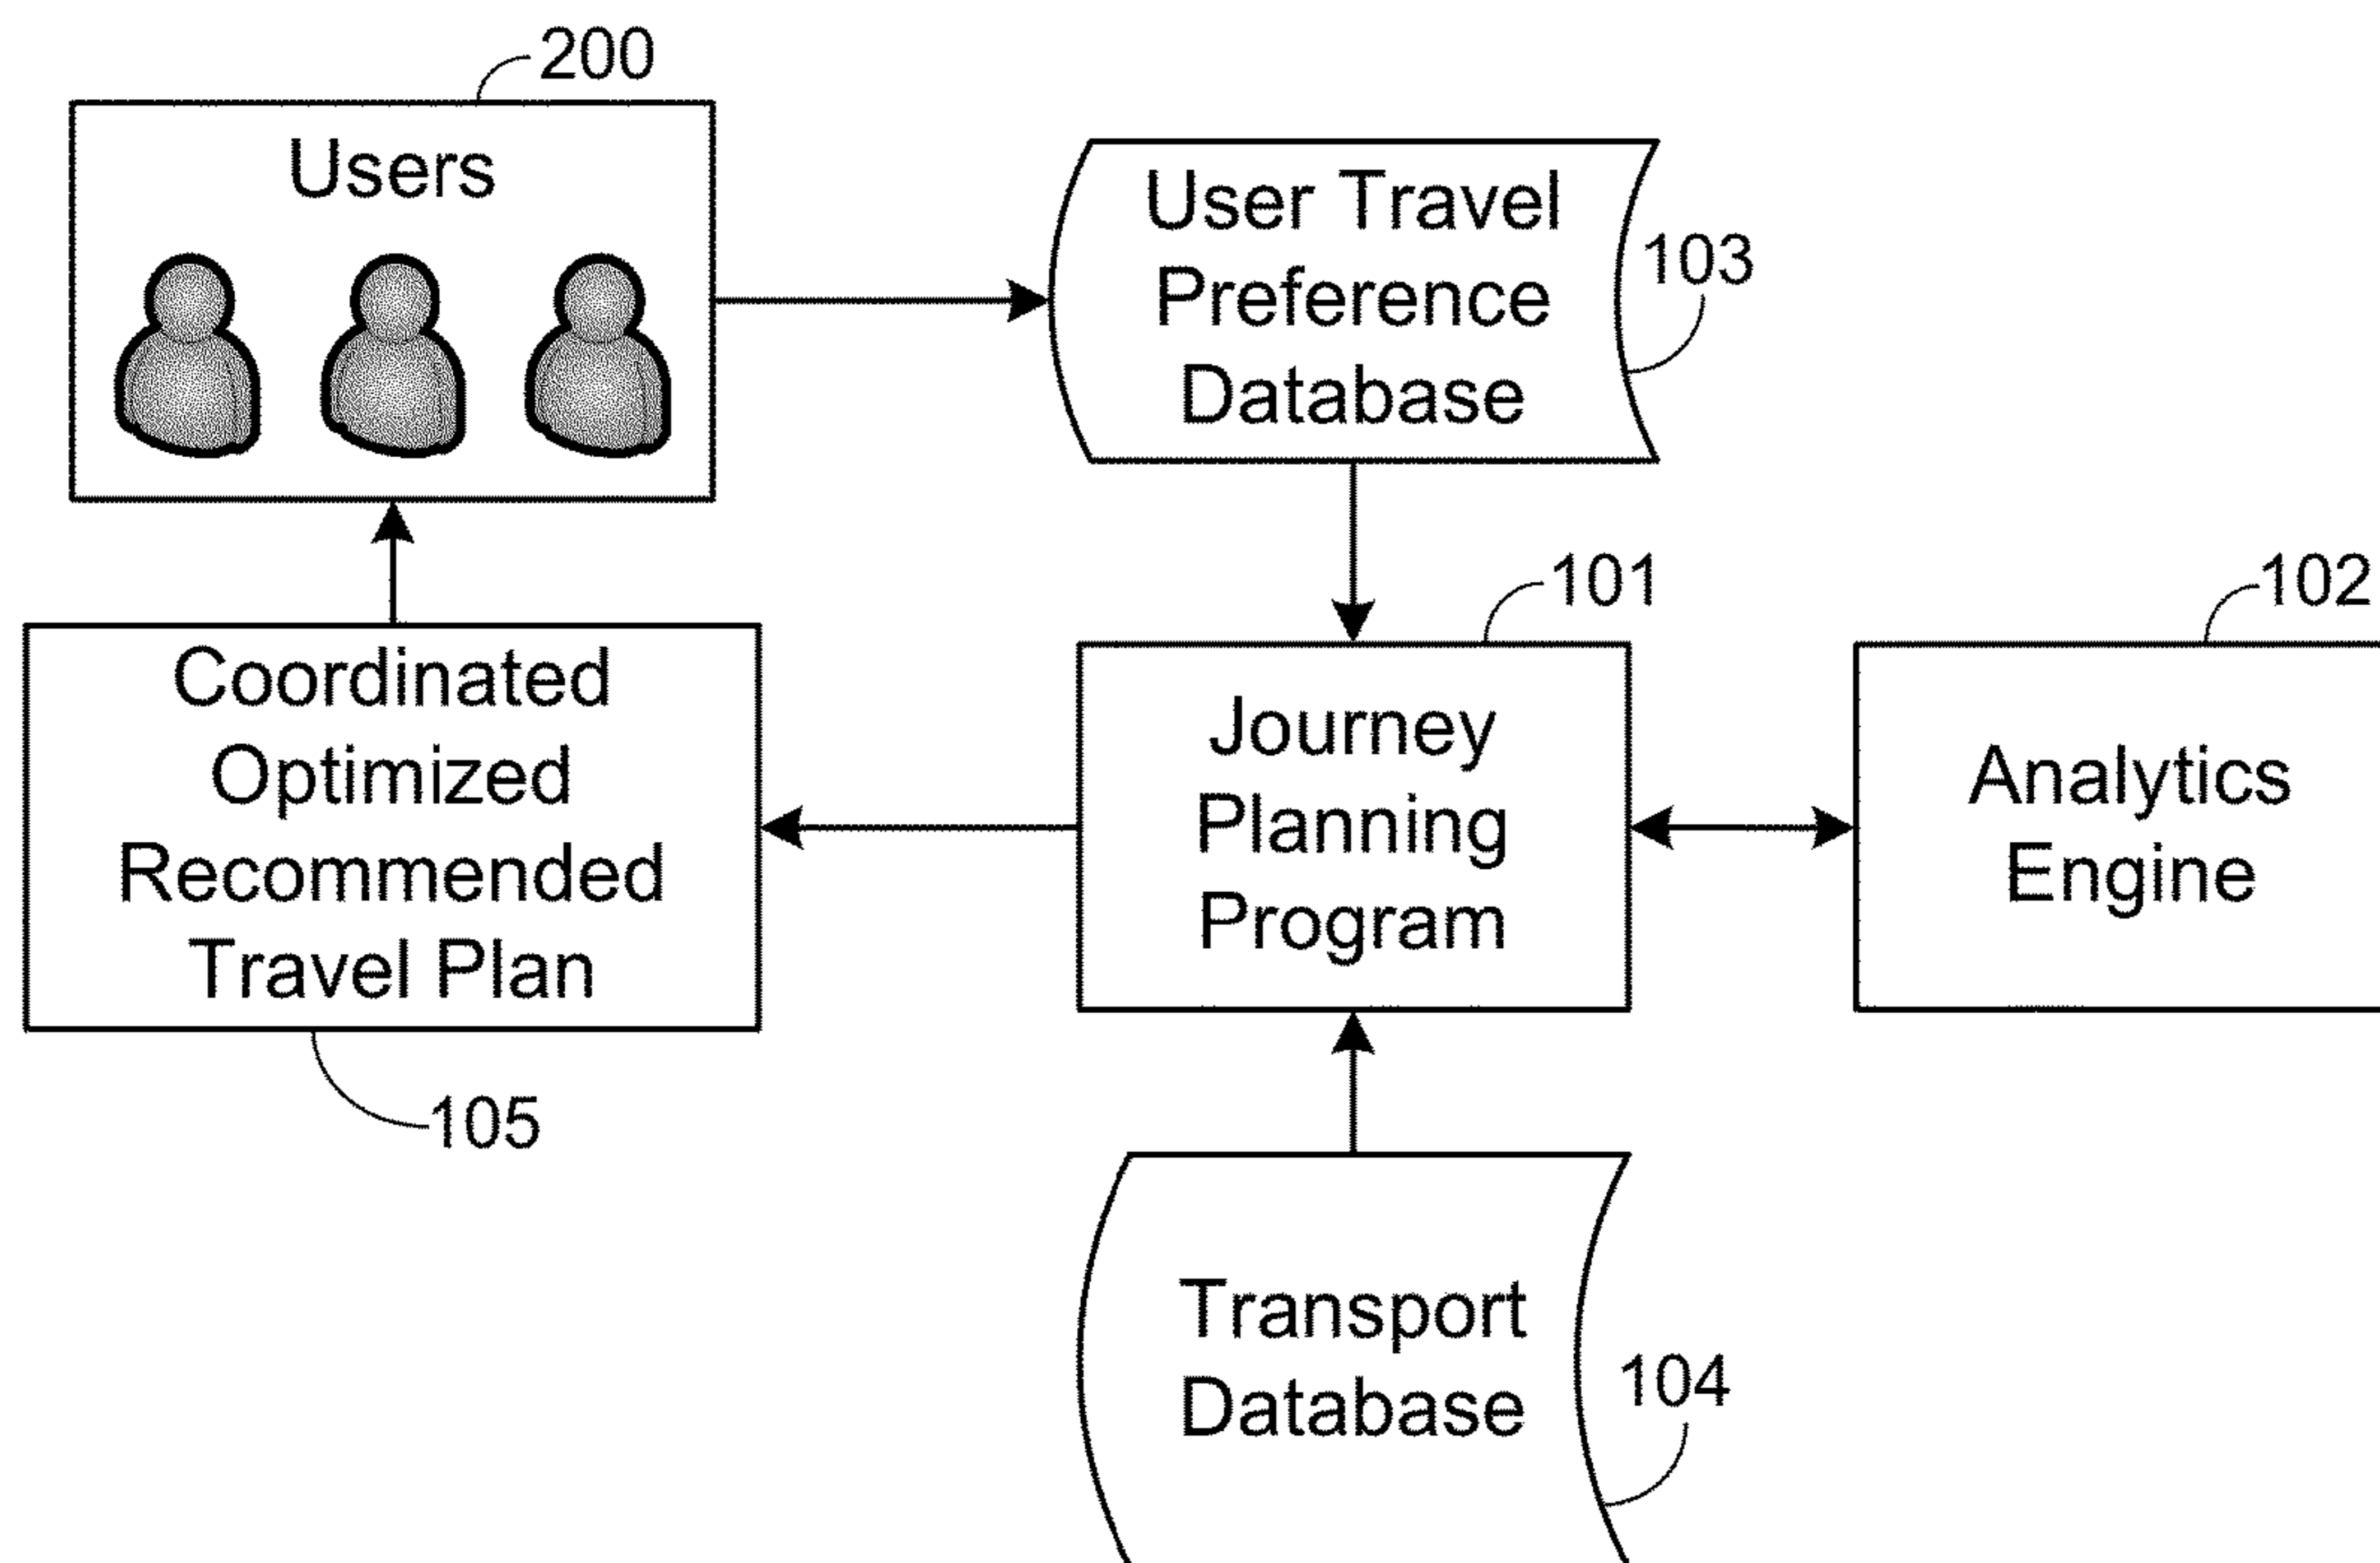 200
Users
User Travel
Preference
Database
103
101
102
Coordinated
Optimized
Recommended
Travel Plan
Journey
Planning
Program
Analytics
Engine
105
Transport
Database
104